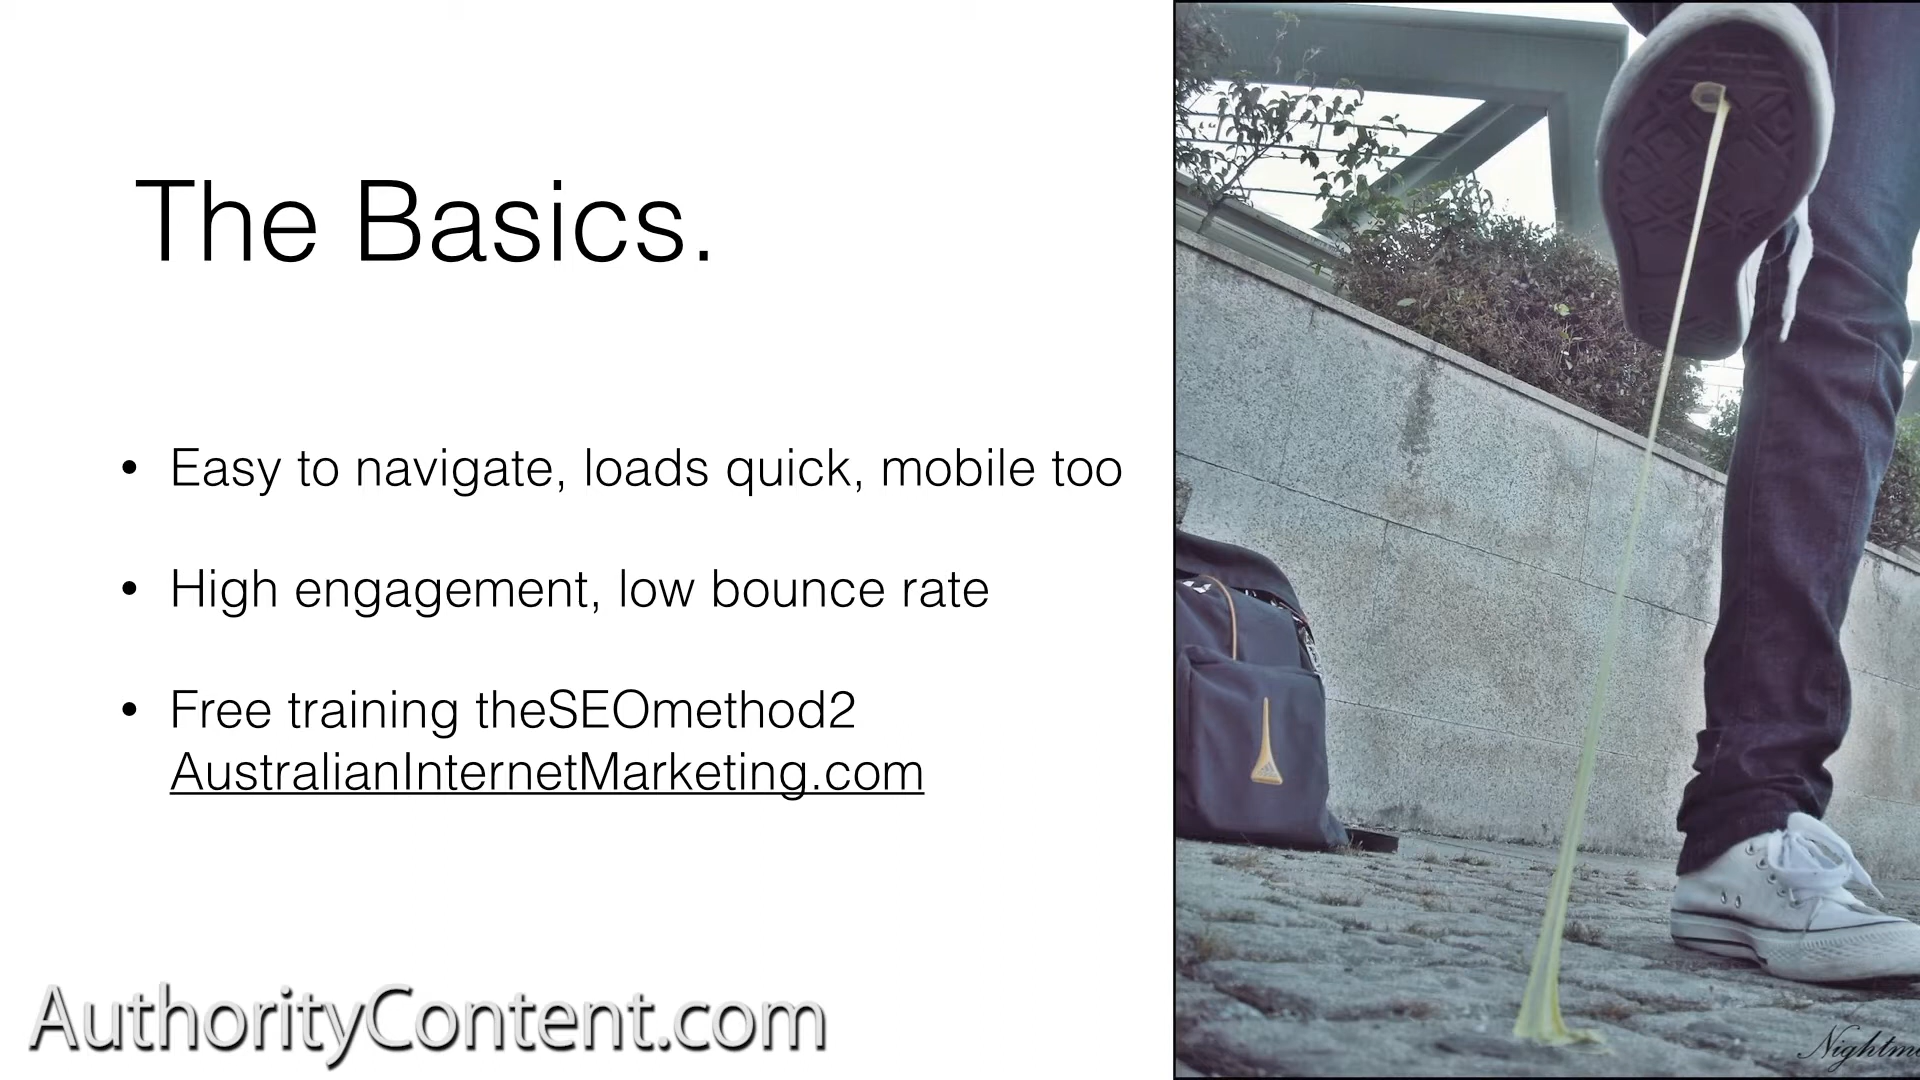 The Basics.
• Easy to navigate, loads quick, mobile too
• High engagement, low bounce rate
• Free training theSEOmethod2
AustralianInternetMarketing.com
AuthorityContent.com